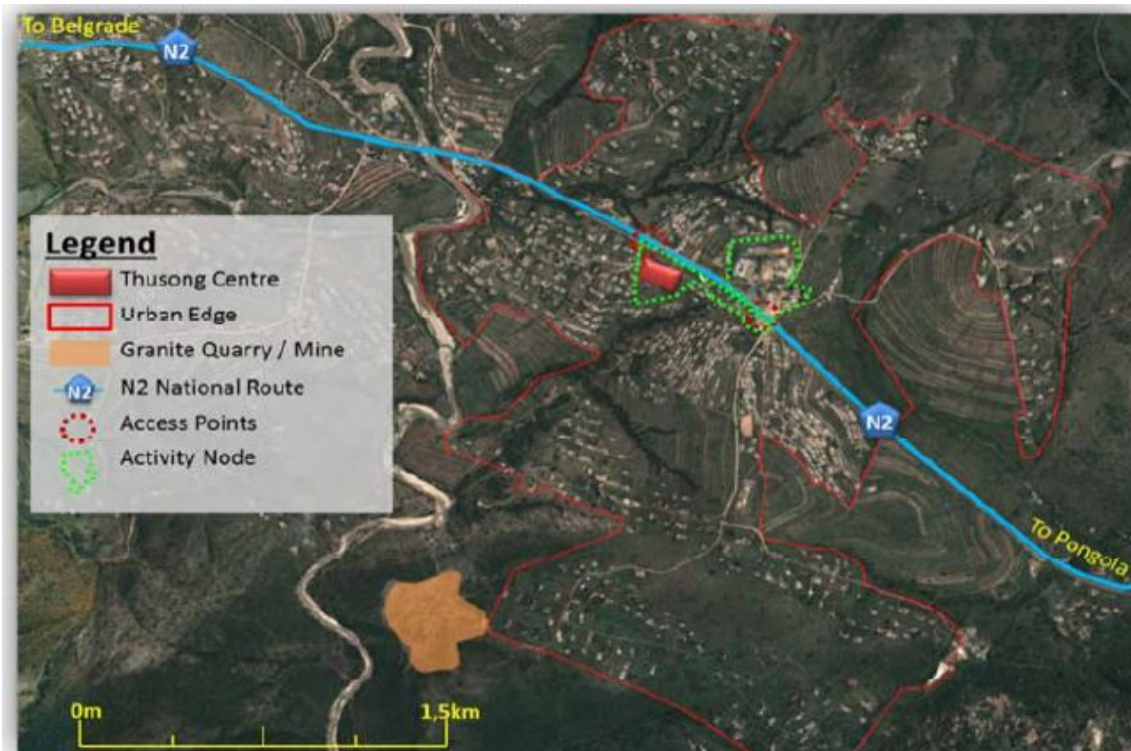 To Belgrade
N2
Legend
Thusong Centre
Urban Edge
Granite Quarry / Mine
N2
N2 National Route
Access Points
Activity Node
N2
To Pongola
0m
1,5km